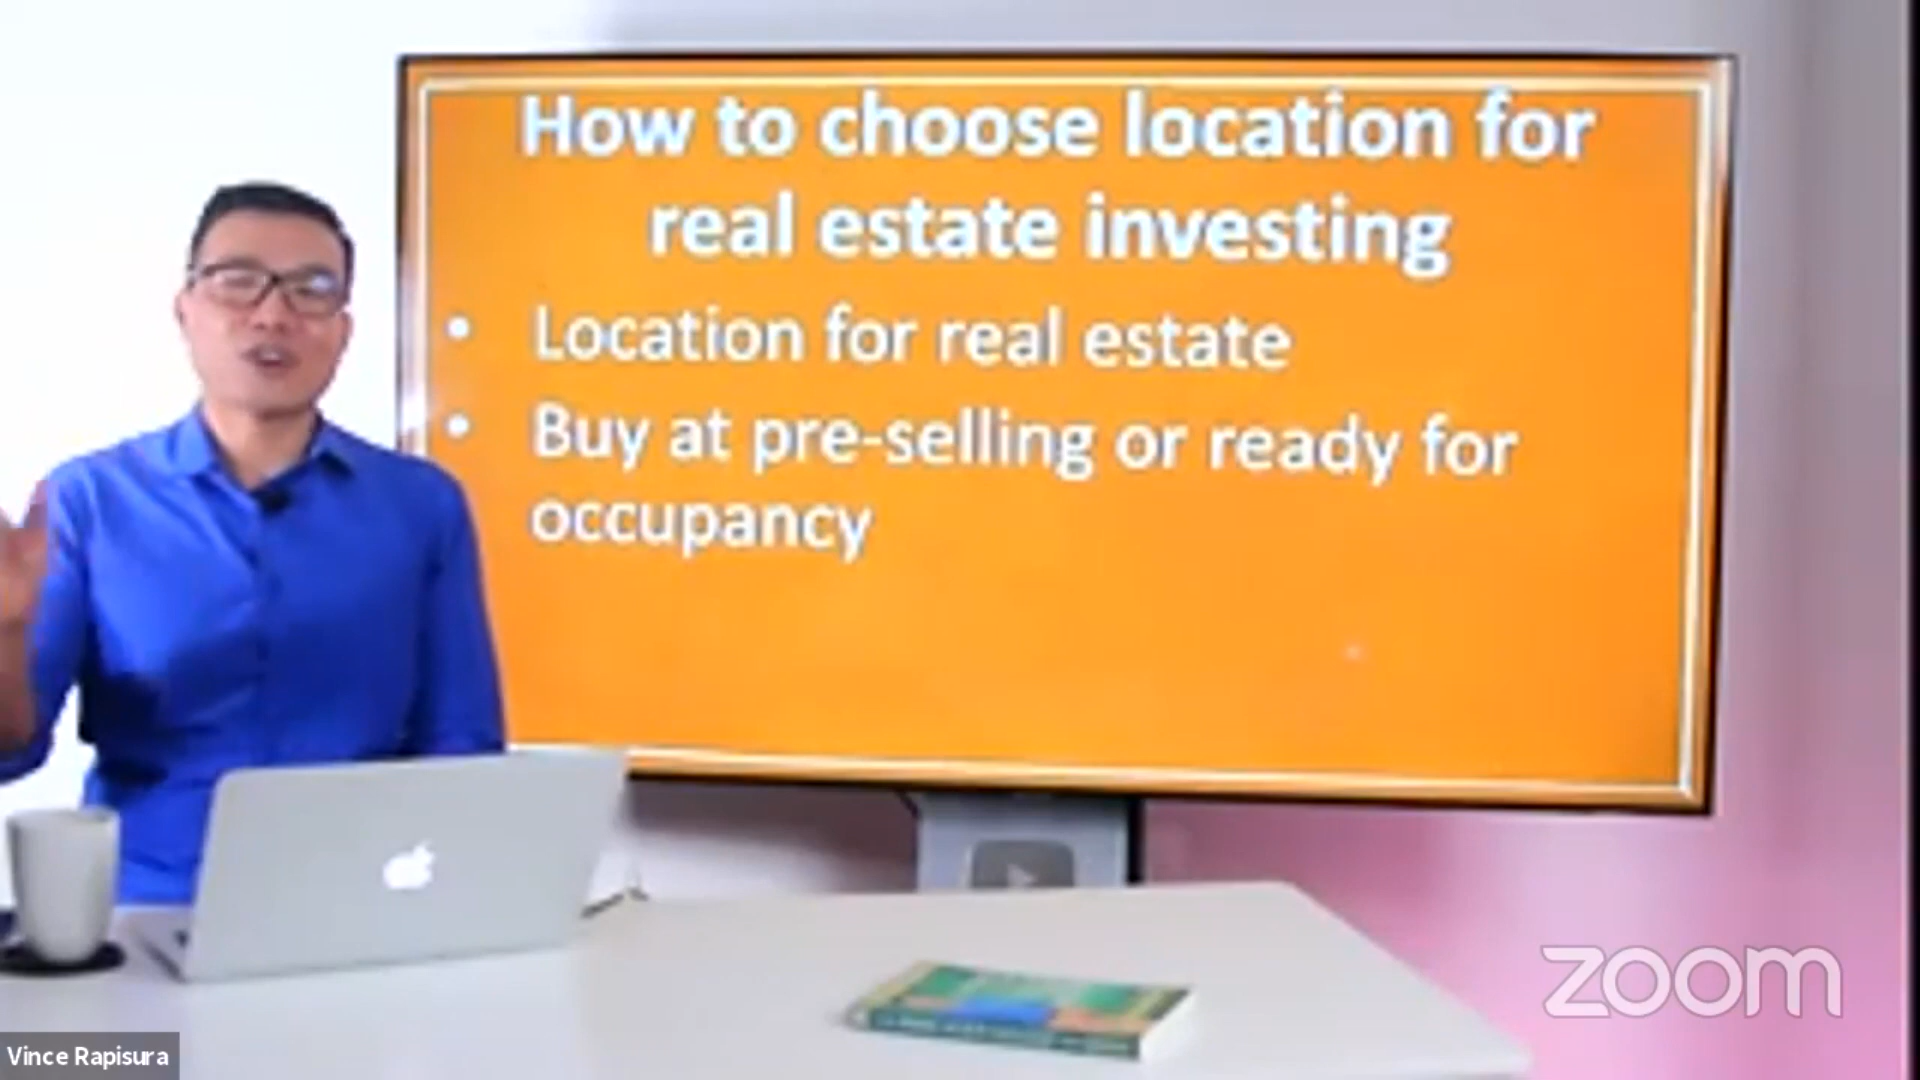 How to choose location for
real estate investing
• Location for real estate
• Buy at pre-selling or ready for
occupancy
zoom
Vince Rapisura